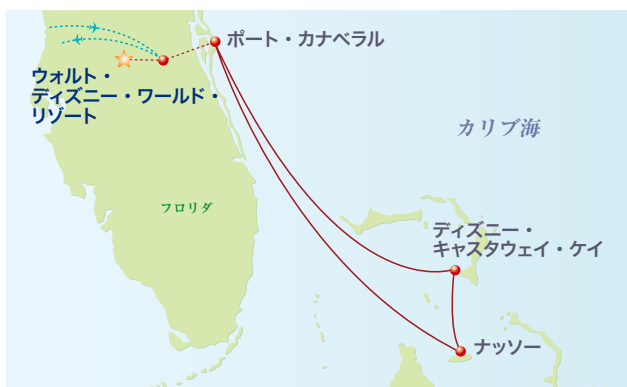 ポート・カナベラル
ウォルト・
ディズニー・ワールド・
リゾート
カリブ海
フロリダ
ディズニー・
キャスタウェイ・ケイ
ナッソー